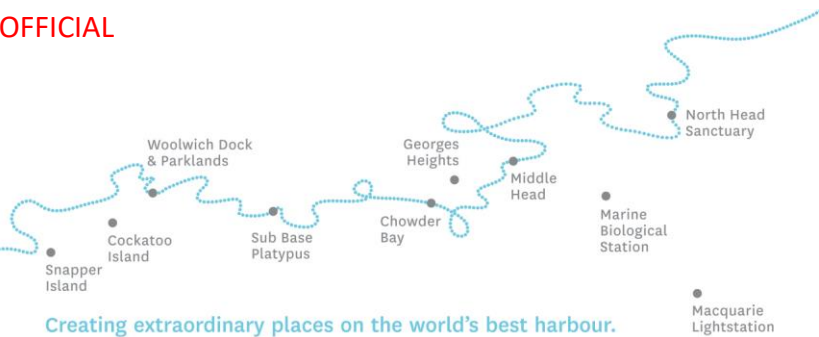 OFFICIAL
Woolwich Dock
& Parklands
Georges
Heights
North Head
Sanctuary
Middle
Head
Chowder
Bay
Marine
Biological
Station
Sub Base
Platypus
Cockatoo
Island
Snapper
Island
Macquarie
Lightstation
Creating extraordinary places on the world's best harbour.